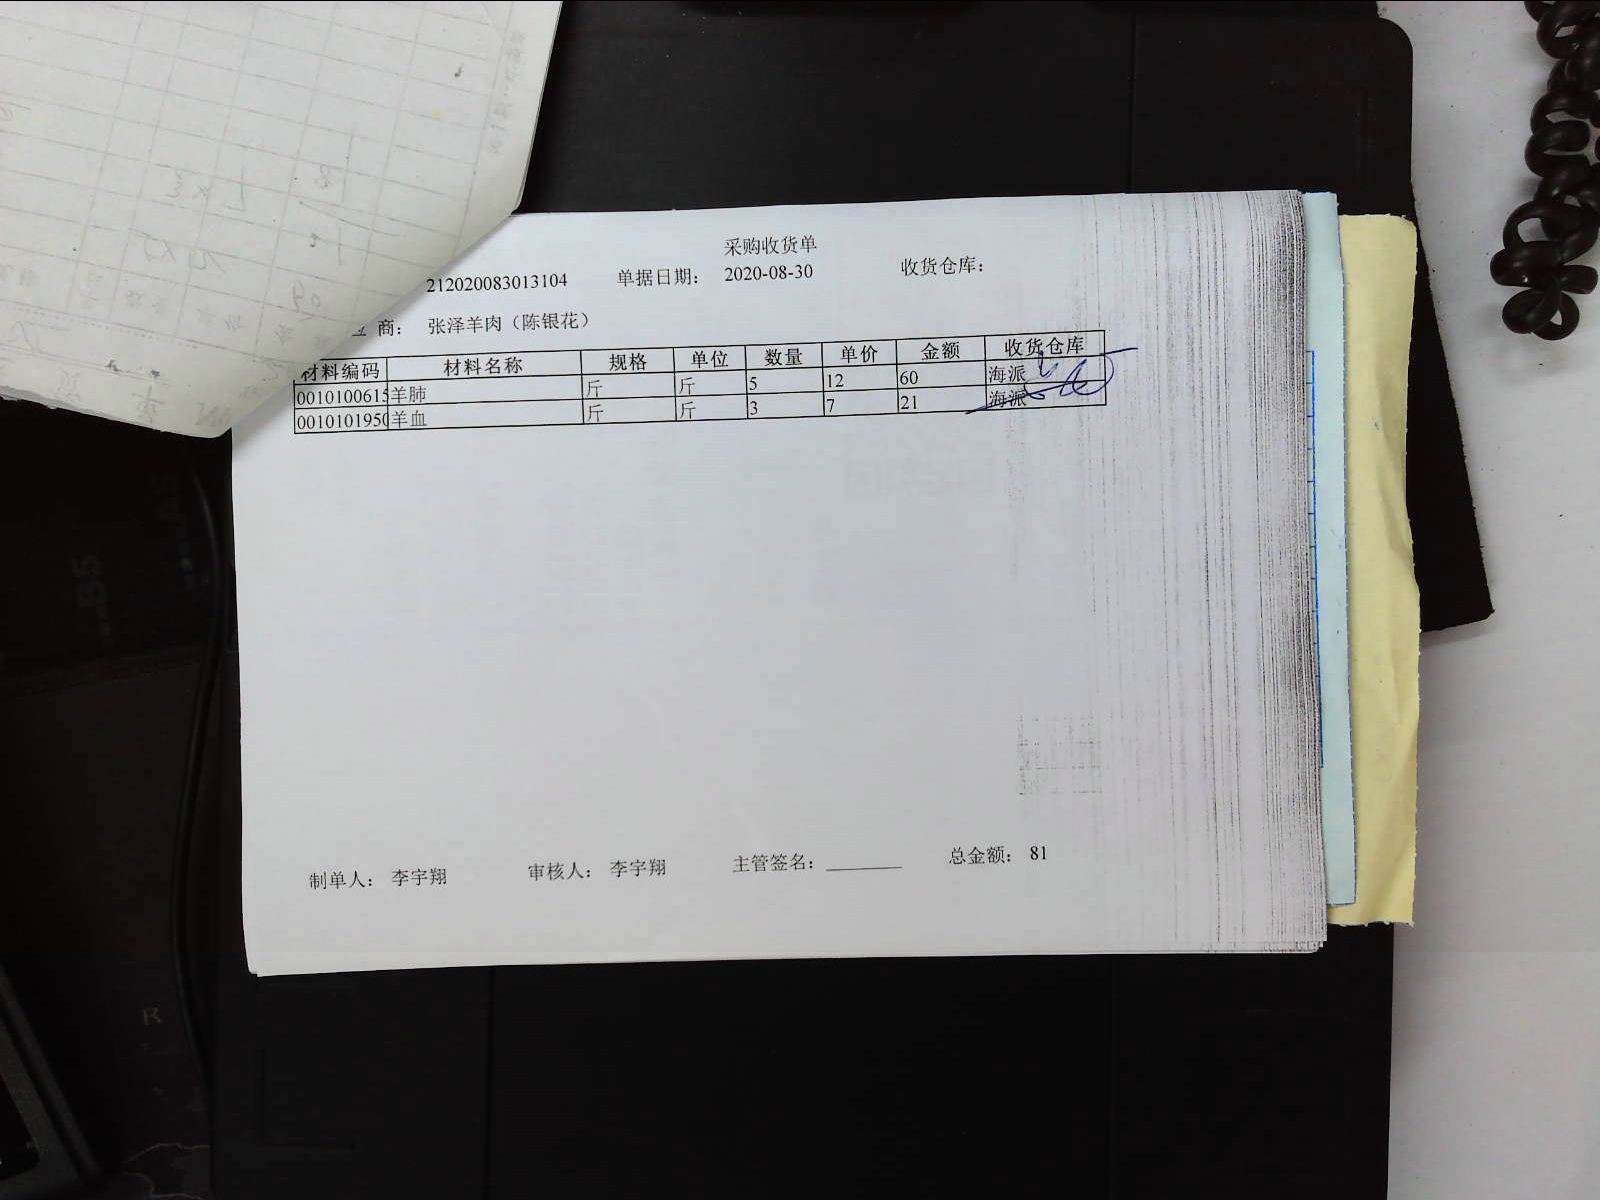 采购收货单
212020083013104 单据日期： 2020-08-30 收货仓库：
商： 张泽羊肉（陈银花）
材料编码 材料名称 规格 单位 数量 单价 金额 收货仓库
0010100615 羊肺 斤 斤 5 12 60 海派
001010195 羊血 斤 斤 3 7 21 海派
制单人： 李宇翔 审核人： 李宇翔 主管签名： 总金额： 81